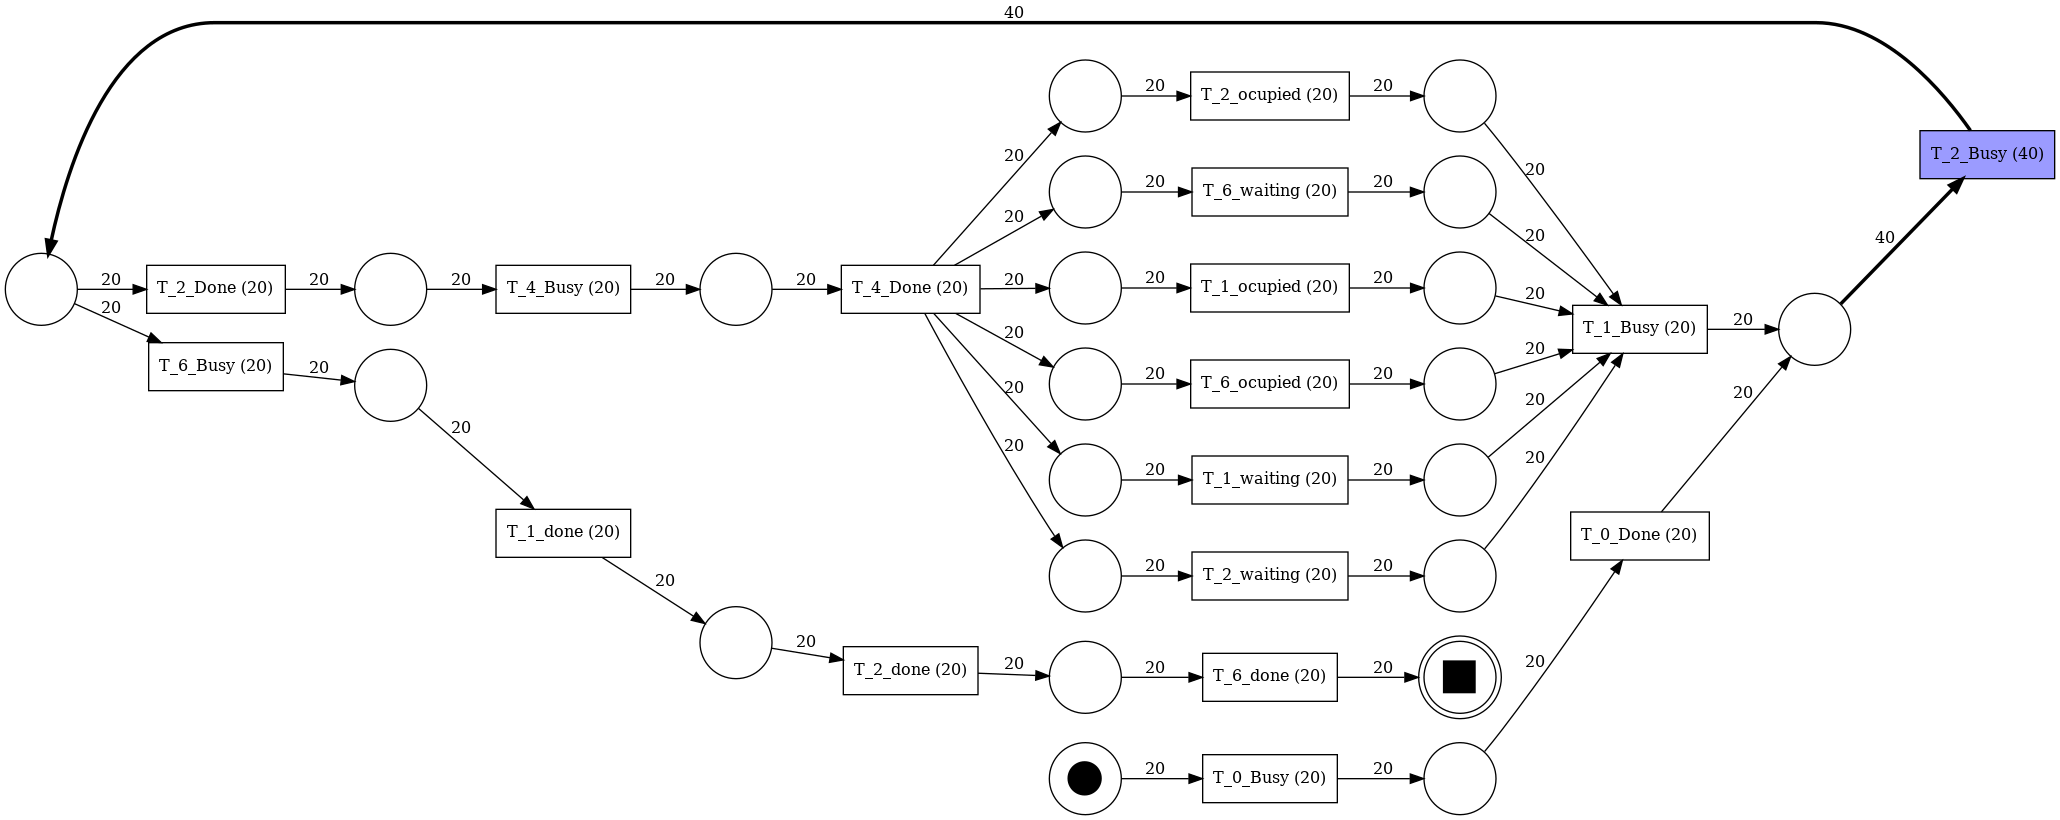 40
20
T_2_ocupied (20)
20
T_2_Busy (40)
20
20
20
T_6_waiting (20)
20
20
20
40
20
T_2_Done (20)
20
20
T_4_Busy (20)
20
20
T_4_Done (20)
20
20
T_1_ocupied (20)
20
20
T_1_Busy (20)
20
20
T_6_Busy (20)
20
20
20
T_6_ocupied (20)
20
20
20
20
20
T_1_waiting (20)
20
20
20
20
T_1_done (20)
20
20
T_2_waiting (20)
20
20
T_0_Done (20)
20
T_2_done (20)
20
20
T_6_done (20)
20
20
20
T_0_Busy (20)
20